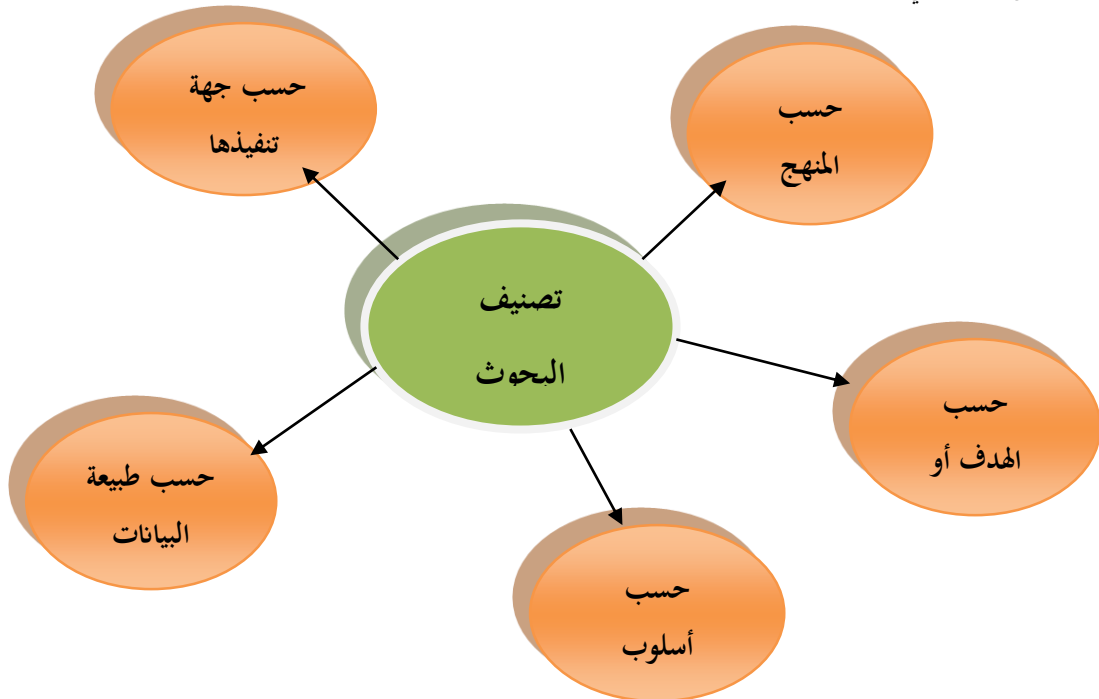 حسب جهة
تنفيذها
حسب
المنهج
تصنيف
البحوث
حسب
الهدف أو
حسب طبيعة
البيانات
حسب
أسلوب